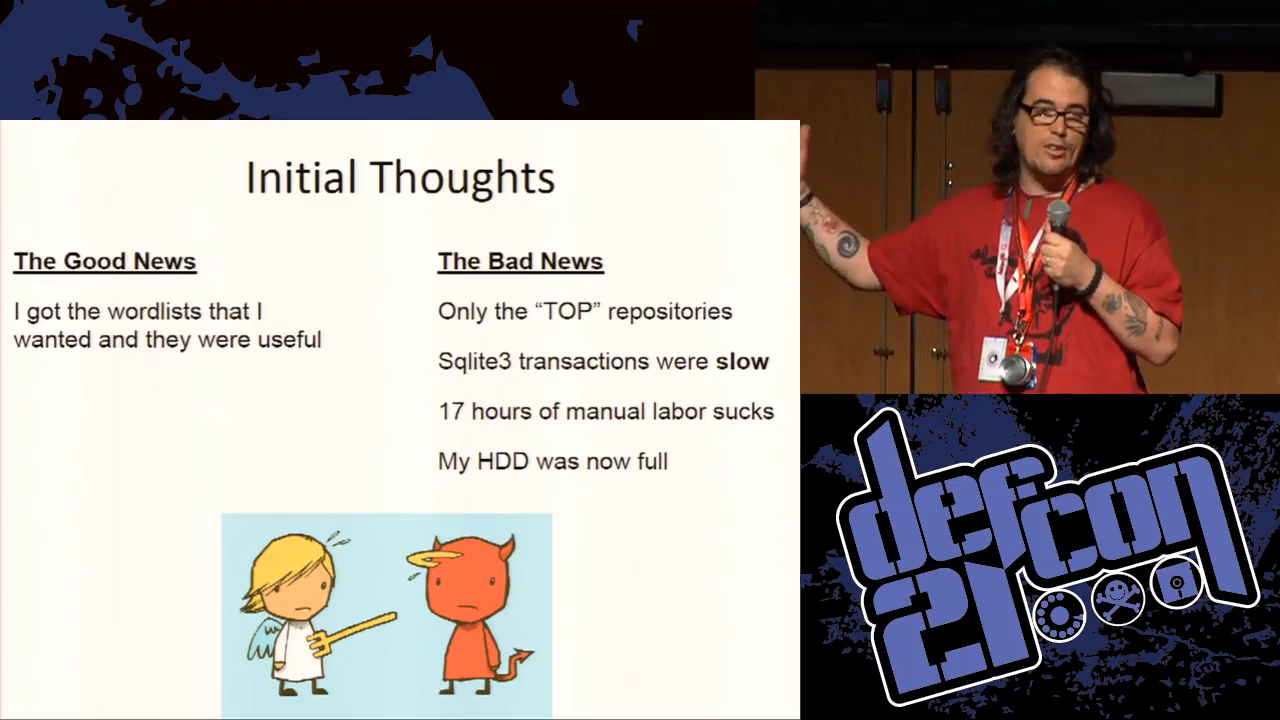 Initial Thoughts
The Good News
I got the wordlists that I
wanted and they were useful
The Bad News
Only the “TOP” repositories
Sqlite3 transactions were slow
17 hours of manual labor sucks
My HDD was now full
defcon
21